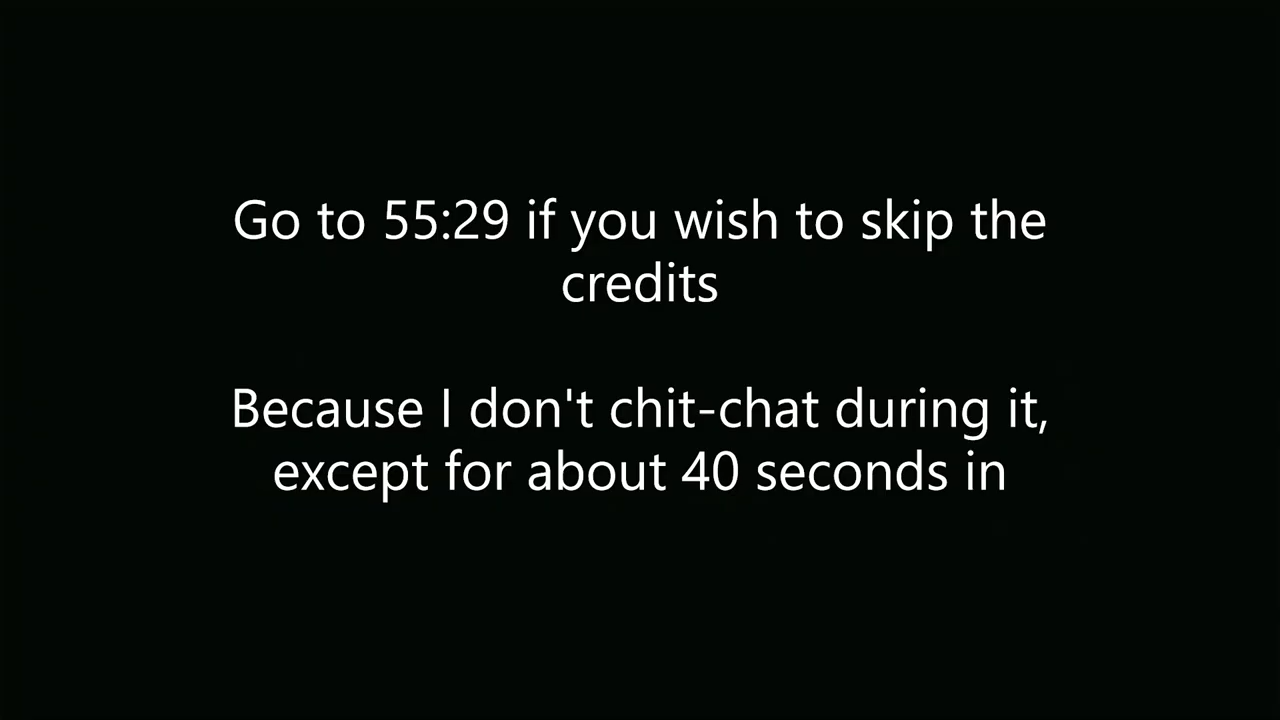 Go to 55:29 if you wish to skip the
credits
Because I don't chit-chat during it,
except for about 40 seconds in